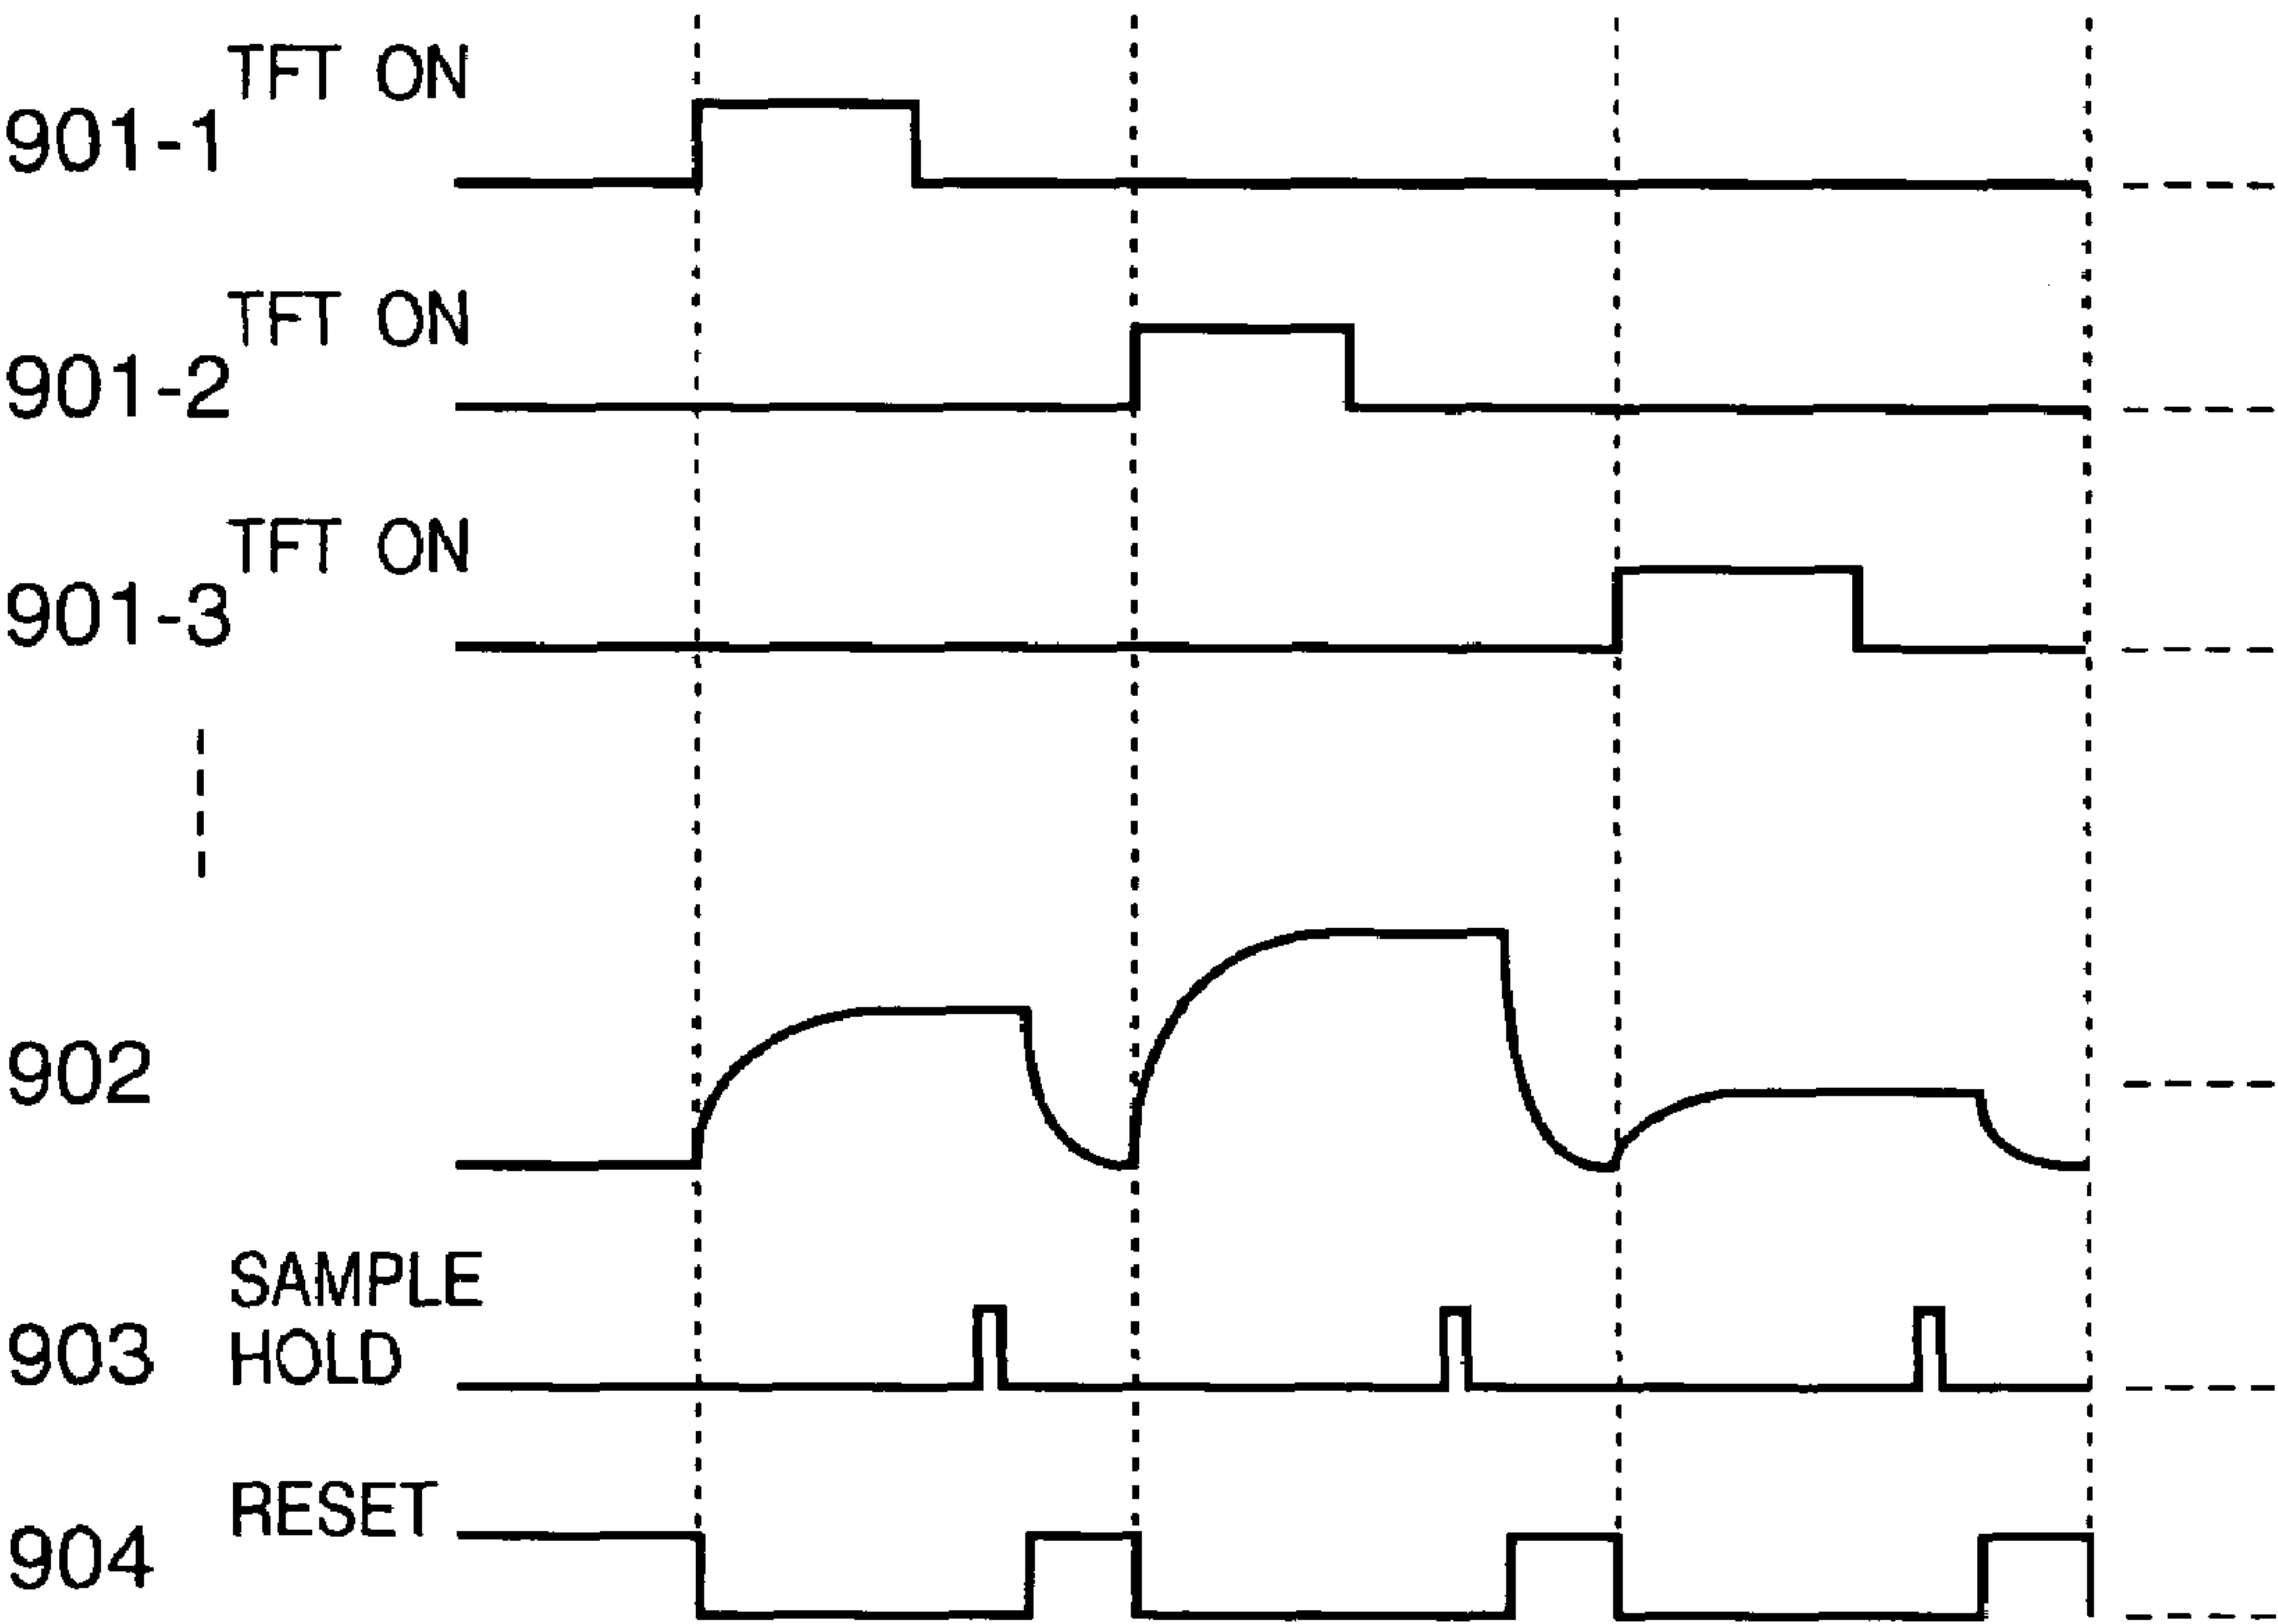 TFT ON
901-1
TFT ON
901-2
TFT ON
901-3
902
SAMPLE
HOLD
903
RESET
904